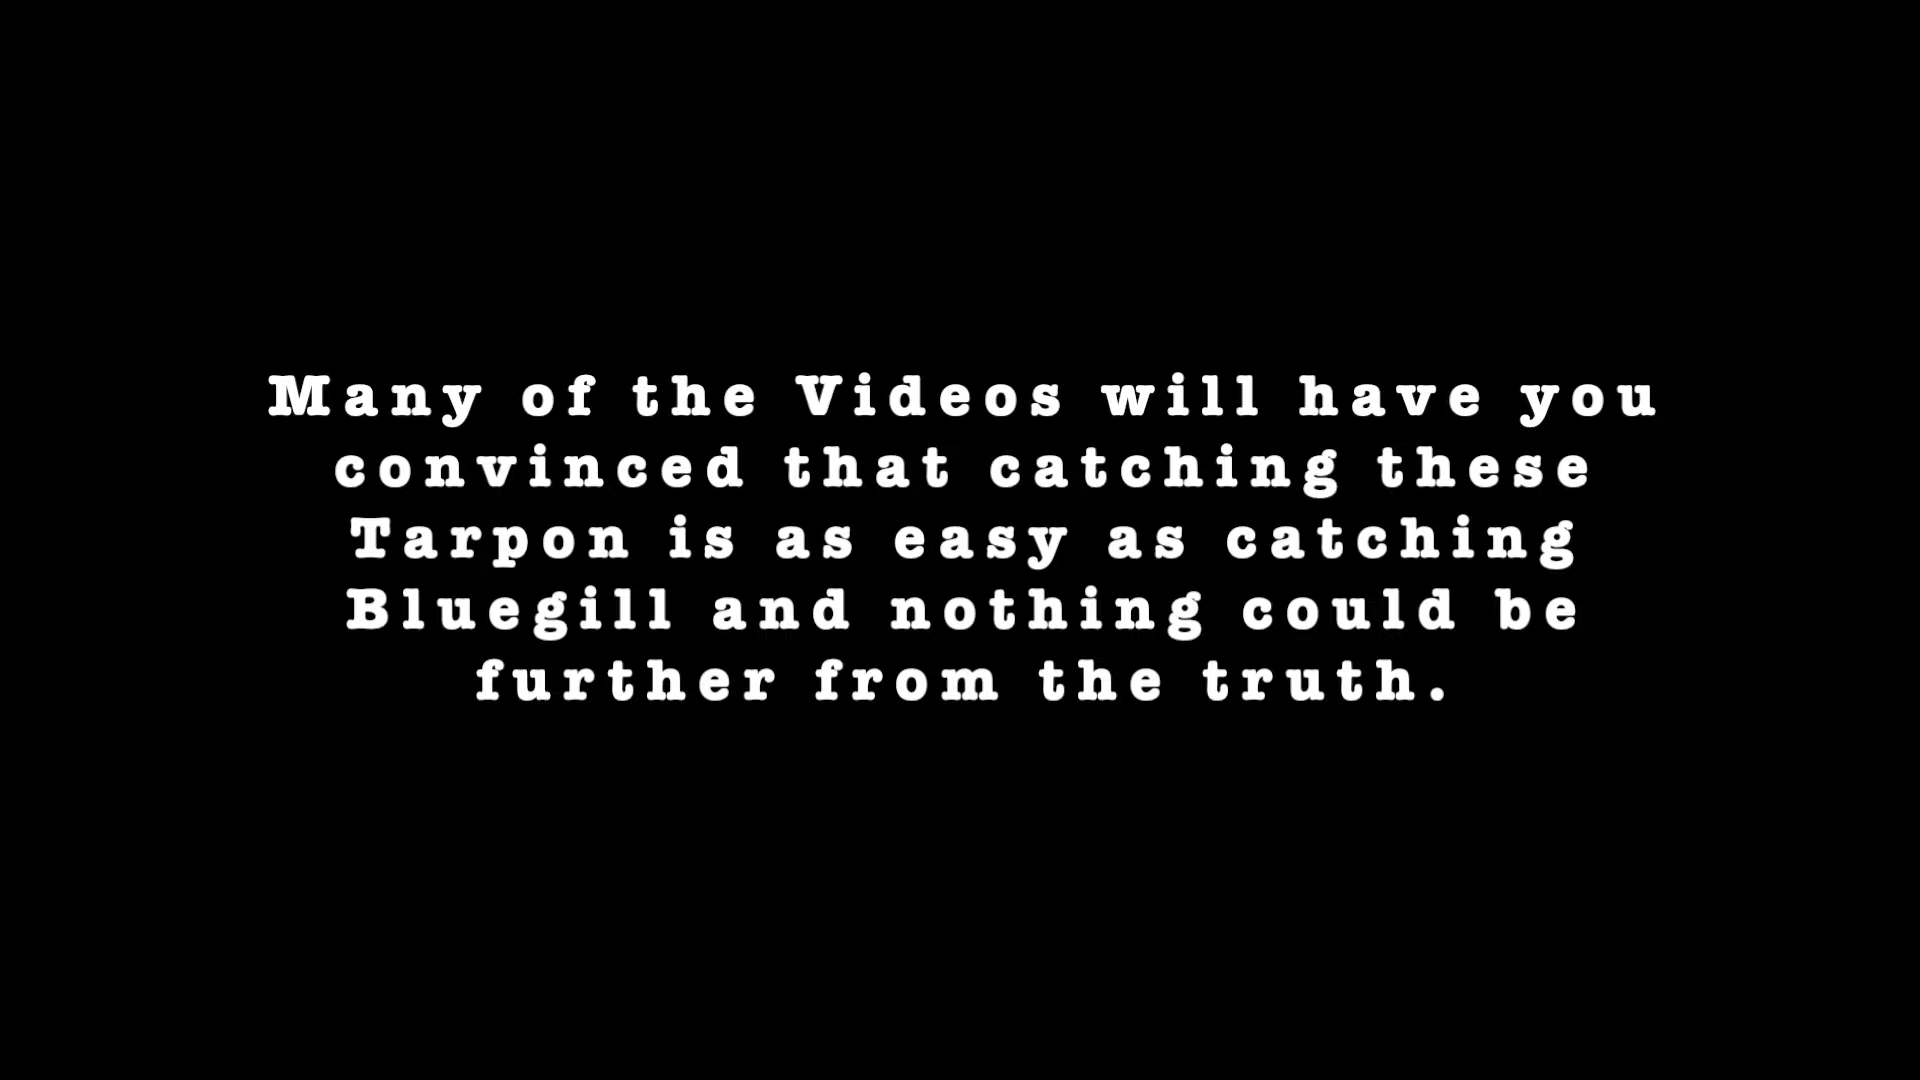 Many of the Videos will have you
convinced that catching these
Tarpon is as easy as catching
Bluegill and nothing could be
further from the truth.